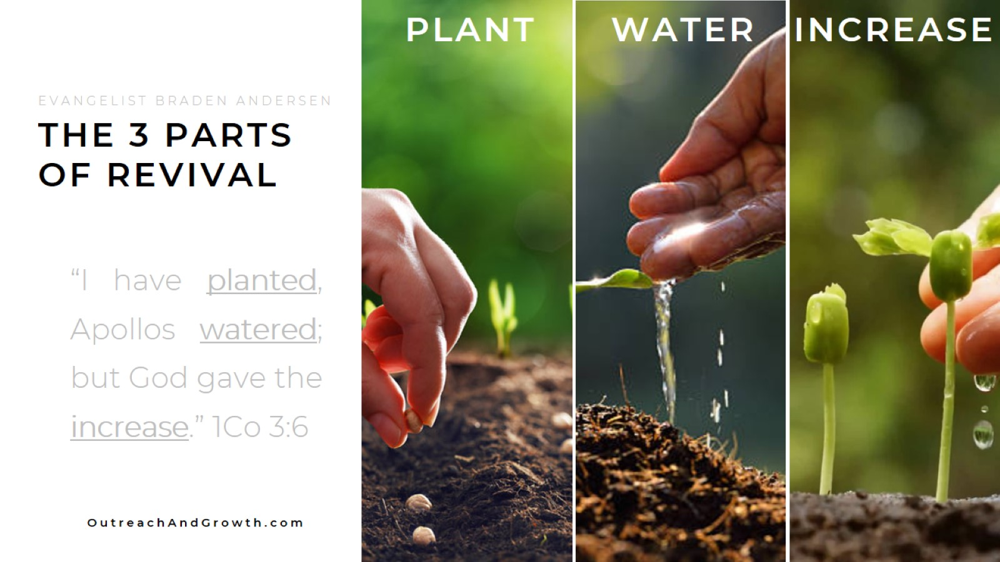 EVANGELIST BRADEN ANDERSEN
THE 3 PARTS
OF REVIVAL
“I have planted,
Apollos watered;
but God gave the
increase.” 1Co 3:6
OutreachAndGrowth.com
PLANT
WATER
INCREASE